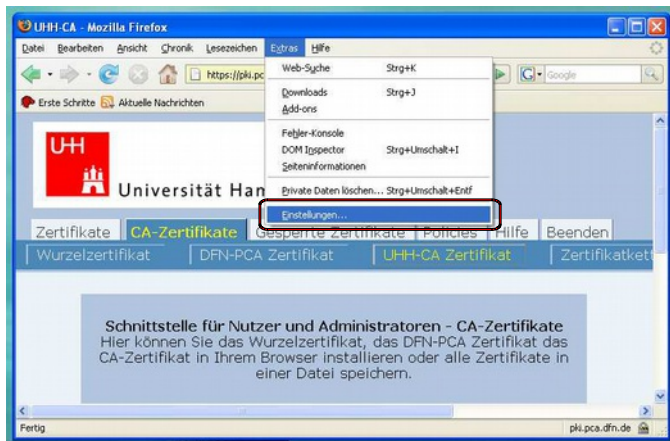 UHH-CA - Mozilla Firefox
Datei Bearbeiten Ansicht Chronik Lesezeichen Extras Hilfe
https://pki.pc
Google
Erste Schritte Aktuelle Nachrichten
Web-Suche Strg+K
Downloads Strg+J
Add-ons
Fehler-Konsole
DOM Inspector Strg+Umschalt+I
Seiteninformationen
Private Daten löschen... Strg+Umschalt+Entf
Einstellungen...
UHH
Universität Ham
Zertifikate CA-Zertifikate Gesperrte Zertifikate Policies Hilfe Beenden
Wurzelzertifikat DFN-PCA Zertifikat UHH-CA Zertifikat Zertifikatkett
Schnittstelle für Nutzer und Administratoren - CA-Zertifikate
Hier können Sie das Wurzelzertifikat, das DFN-PCA Zertifikat das
CA-Zertifikat in Ihrem Browser installieren oder alle Zertifikate in
einer Datei speichern.
Fertig pki.pca.dfn.de